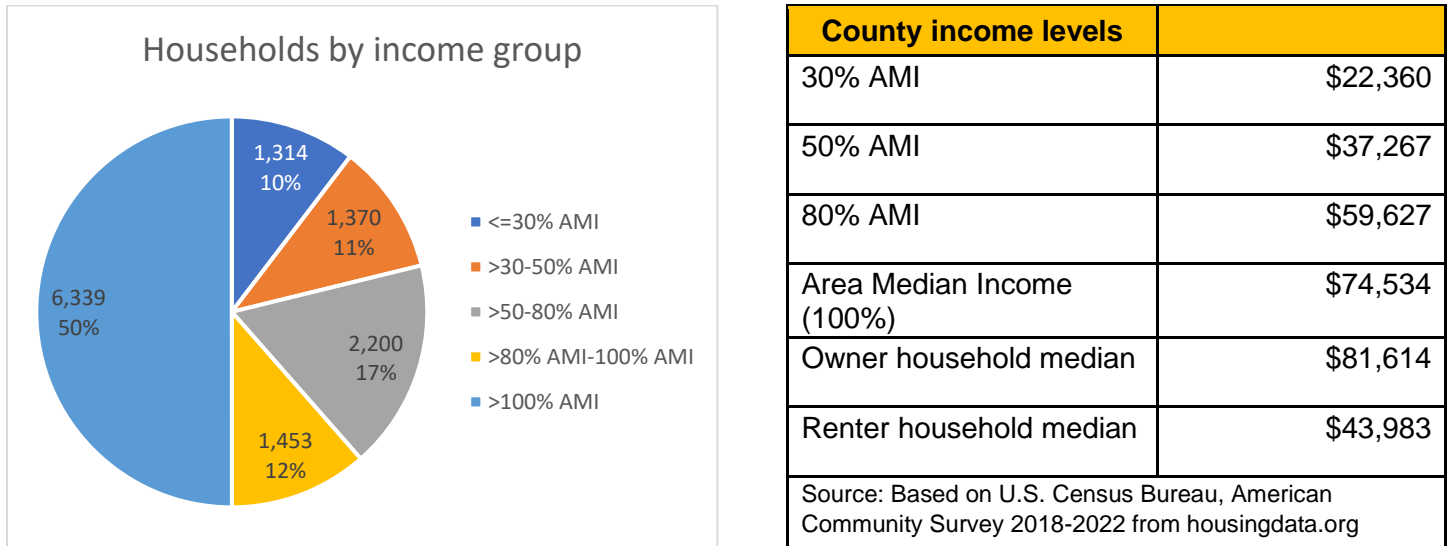 Households by income group
1,314
10%
1,370
11%
2,200
17%
1,453
12%
6,339
50%
<=30% AMI
>30-50% AMI
>50-80% AMI
>80% AMI-100% AMI
>100% AMI
County income levels
30% AMI $22,360
50% AMI $37,267
80% AMI $59,627
Area Median Income $74,534
(100%)
Owner household median $81,614
Renter household median $43,983
Source: Based on U.S. Census Bureau, American
Community Survey 2018-2022 from housingdata.org